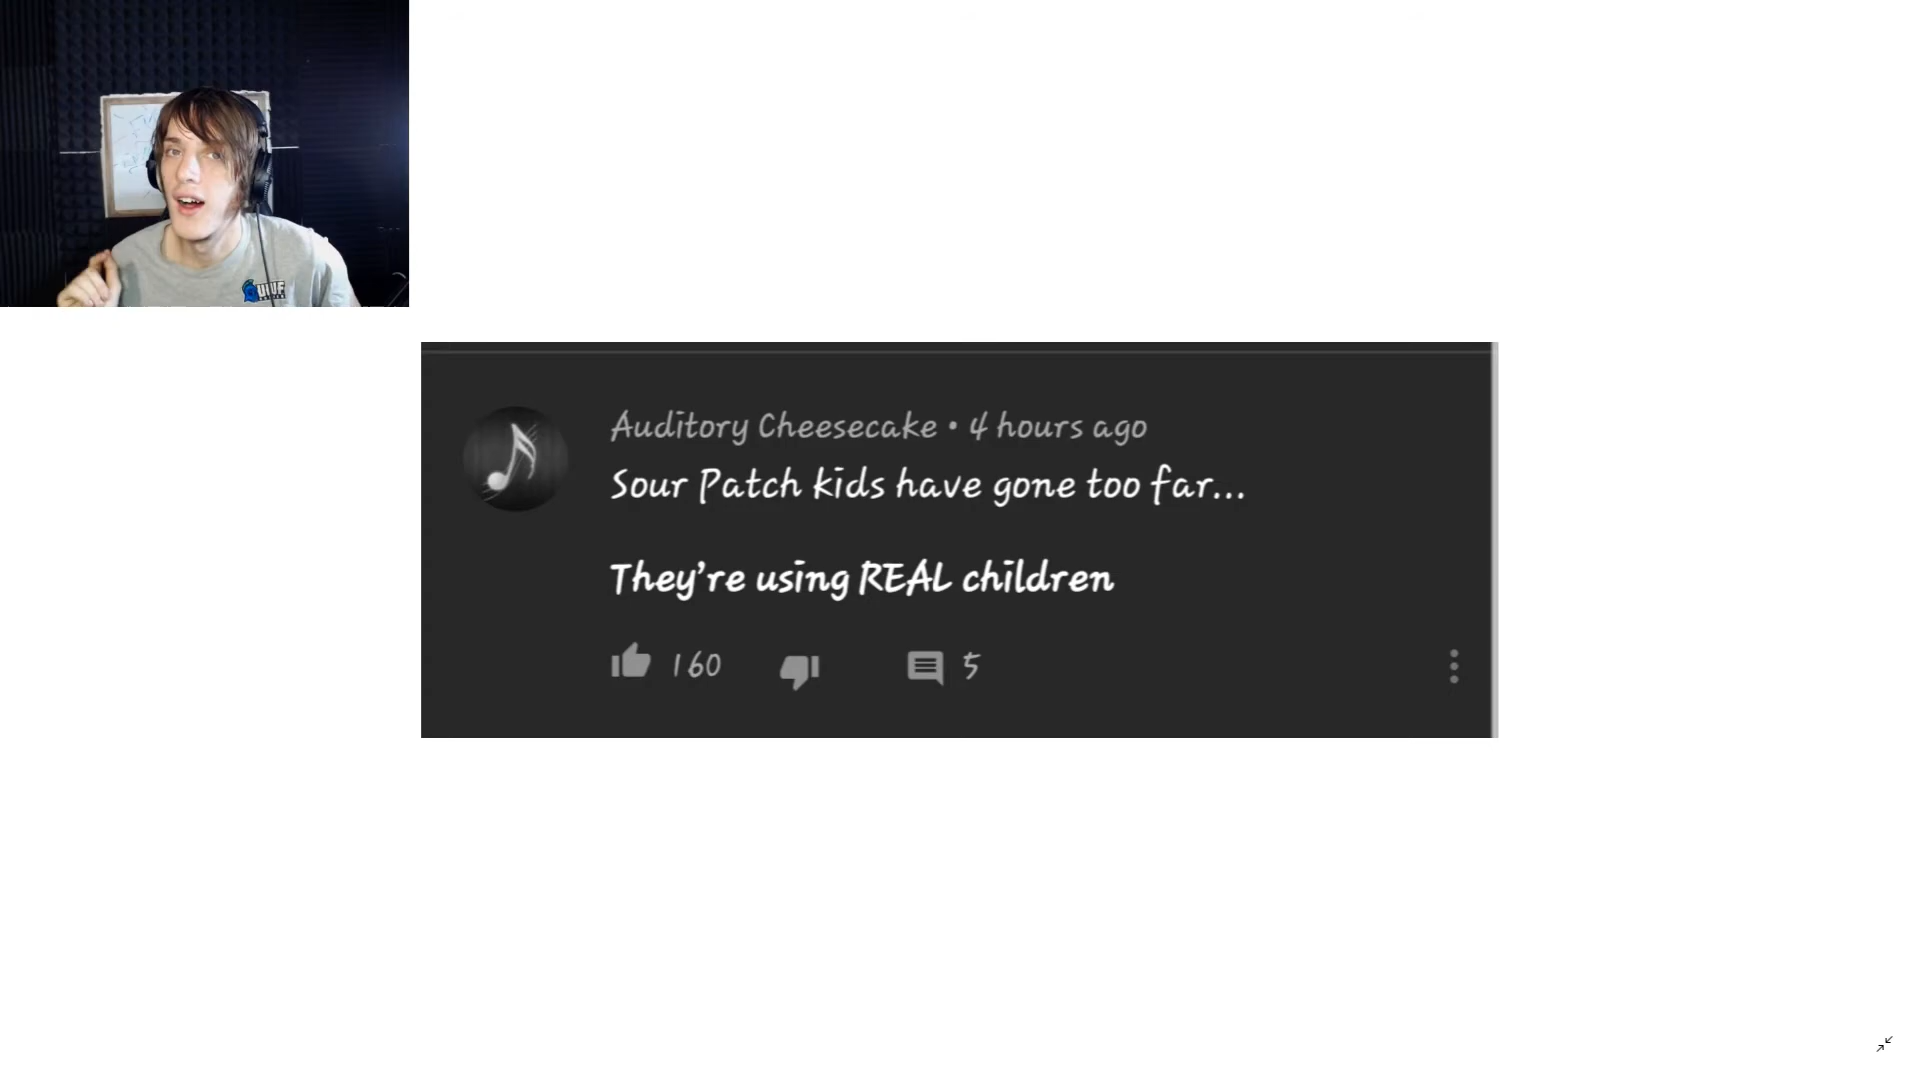 UWF
Auditory Cheesecake • 4 hours ago
Sour Patch kids have gone too far...
They're using REAL children
160
5